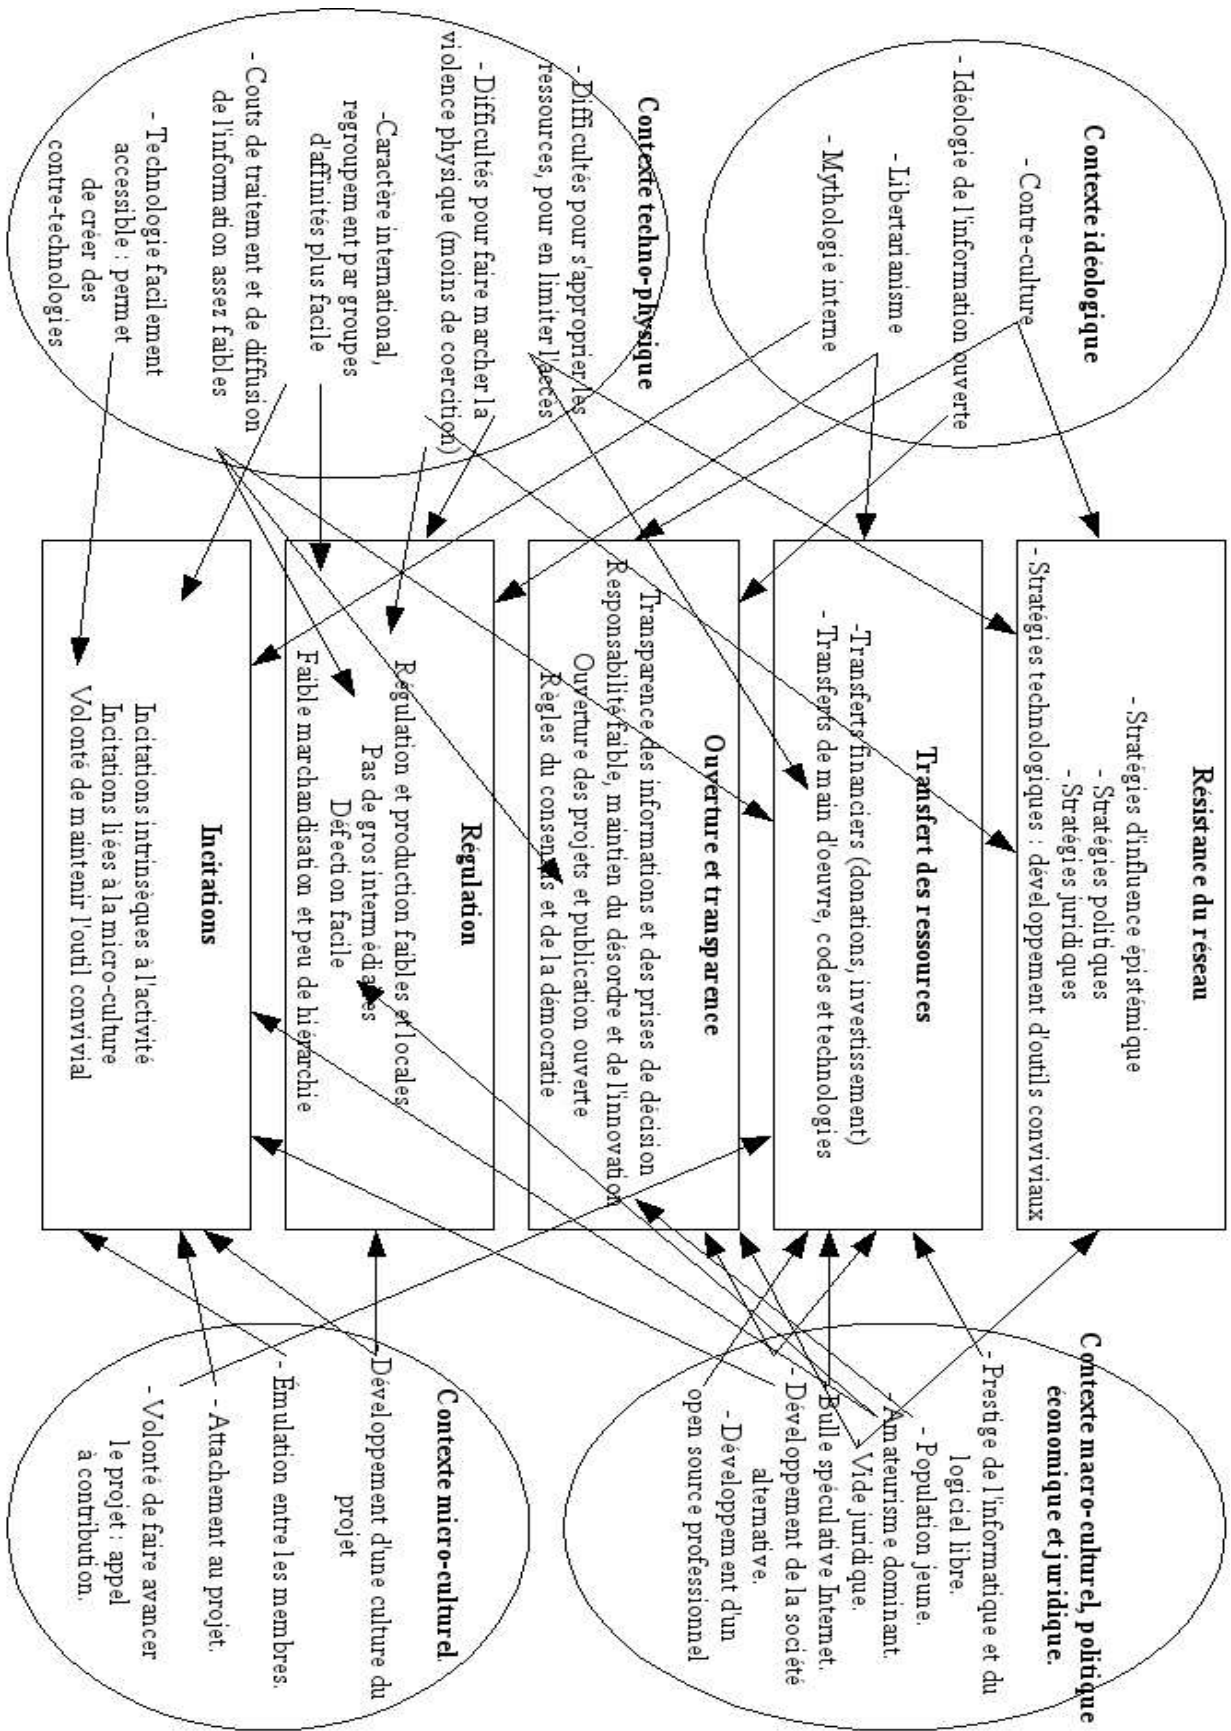 Contexte idéologique
- Contre-culture
- Idéologie de l'information ouverte
- Libertarianisme
- Mythologie interne
Contexte techno-physique
- Difficultés pour s'approprier les
ressources, pour en limiter l'accès
- Difficultés pour faire marcher la
violence physique (moins de coercition)
-Caractère international,
regroupement par groupes
d'affinités plus facile
- Couts de traitement et de diffusion
de l'information assez faibles
- Technologie facilement
accessible : permet
de créer des
contre-technologies
Résistance du réseau
- .Stratégies d'influence épistémique
- Stratégies politiques
- .Stratégies juridiques
-Stratégies technologiques : développement d'outils conviviaux
Transfert des ressources
-Transferts financiers (donations, investissement)
- Transferts de main d'oeuvre, codes et technologies
Ouverture et transparence
Transparence des informations et des prises de décision
Responsabilité faible, maintien du désordre et de l'innovation
Ouverture des projets et publication ouverte
Règles du consensus et de la démocratie
Régulation
Régulation et production faibles et locales
Pas de gros intermédiaires
Défection facile
Faible marchandisation et peu de hiérarchie
Incitations
Incitations intrinsèques à l'activité
Incitations liées à la micro-culture
Volonté de maintenir l'outil convivial
Contexte macro-culturel, politique
économique et juridique.
- Prestige de l'informatique et du
logiciel libre.
- Population jeune.
- Amateurisme dominant.
- Vide juridique.
- Bulle spéculative Internet.
- Développement de la société
alternative.
- Développement d'un
open source professionnel
Contexte micro-culturel.
- Développement d'une culture du
projet
- Émulation entre les membres.
- Attachement au projet.
- Volonté de faire avancer
le projet : appel
à contribution.